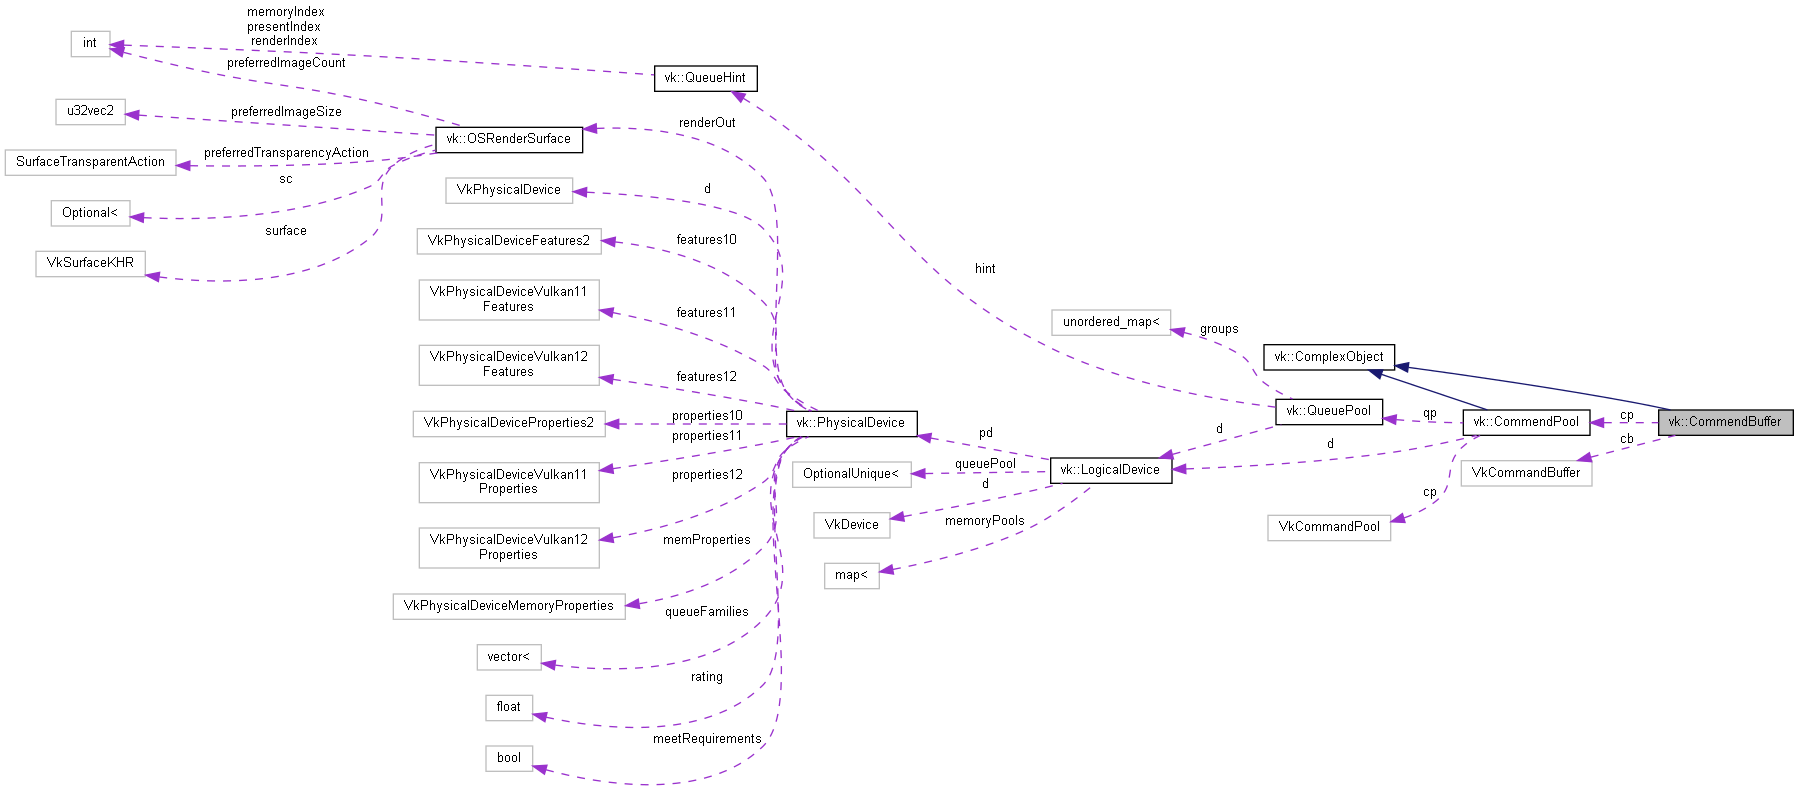 memoryIndex
presentIndex
renderIndex
int
preferredImageCount
vk::QueueHint
u32vec2
preferredImageSize
renderOut
vk::OSRenderSurface
SurfaceTransparentAction
preferredTransparencyAction
sc
VkPhysicalDevice
d
Optional<
surface
features10
VkPhysicalDeviceFeatures2
VkSurfaceKHR
hint
VkPhysicalDeviceVulkan11
Features
features11
unordered_map<
groups
VkPhysicalDeviceVulkan12
Features
vk::ComplexObject
features12
properties10
VkPhysicalDeviceProperties2
vk::PhysicalDevice
vk::QueuePool
qp
vk::CommendPool
cp
vk::CommendBuffer
properties11
pd
d
d
cb
VkPhysicalDeviceVulkan11
Properties
properties12
OptionalUnique<
queuePool
vk::LogicalDevice
VkCommandBuffer
d
cp
VkDevice
memoryPools
VkCommandPool
VkPhysicalDeviceVulkan12
Properties
memProperties
map<
VkPhysicalDeviceMemoryProperties
queueFamilies
vector<
rating
float
meetRequirements
bool